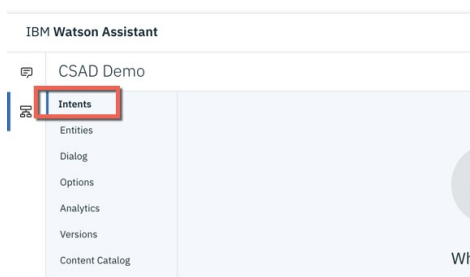 IBM Watson Assistant
CSAD Demo
Intents
Entities
Dialog
Options
Analytics
Versions
Content Catalog